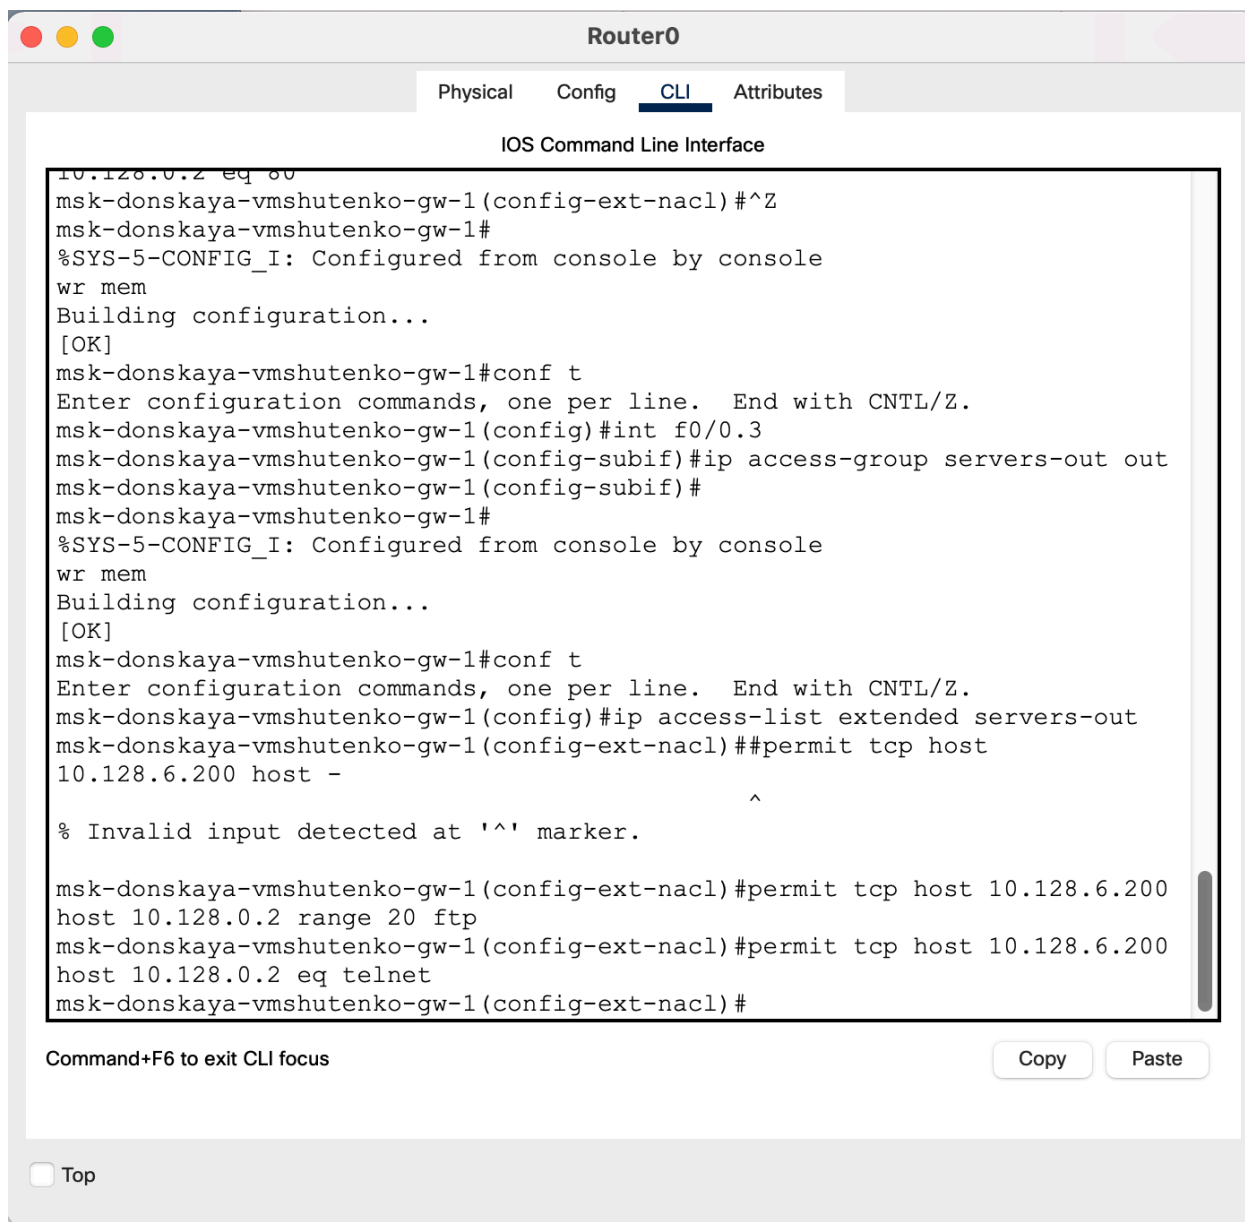 Router0
Physical Config CLI Attributes
IOS Command Line Interface
10.128.0.2 eq 80
msk-donskaya-vmshutenko-gw-1(config-ext-nacl)#^Z
msk-donskaya-vmshutenko-gw-1#
%SYS-5-CONFIG_I: Configured from console by console
wr mem
Building configuration...
[OK]
msk-donskaya-vmshutenko-gw-1#conf t
Enter configuration commands, one per line.  End with CNTL/Z.
msk-donskaya-vmshutenko-gw-1(config)#int f0/0.3
msk-donskaya-vmshutenko-gw-1(config-subif)#ip access-group servers-out out
msk-donskaya-vmshutenko-gw-1(config-subif)#
msk-donskaya-vmshutenko-gw-1#
%SYS-5-CONFIG_I: Configured from console by console
wr mem
Building configuration...
[OK]
msk-donskaya-vmshutenko-gw-1#conf t
Enter configuration commands, one per line.  End with CNTL/Z.
msk-donskaya-vmshutenko-gw-1(config)#ip access-list extended servers-out
msk-donskaya-vmshutenko-gw-1(config-ext-nacl)##permit tcp host
10.128.6.200 host -
^
% Invalid input detected at '^' marker.
msk-donskaya-vmshutenko-gw-1(config-ext-nacl)#permit tcp host 10.128.6.200
host 10.128.0.2 range 20 ftp
msk-donskaya-vmshutenko-gw-1(config-ext-nacl)#permit tcp host 10.128.6.200
host 10.128.0.2 eq telnet
msk-donskaya-vmshutenko-gw-1(config-ext-nacl)#
Command+F6 to exit CLI focus
Copy Paste
Top